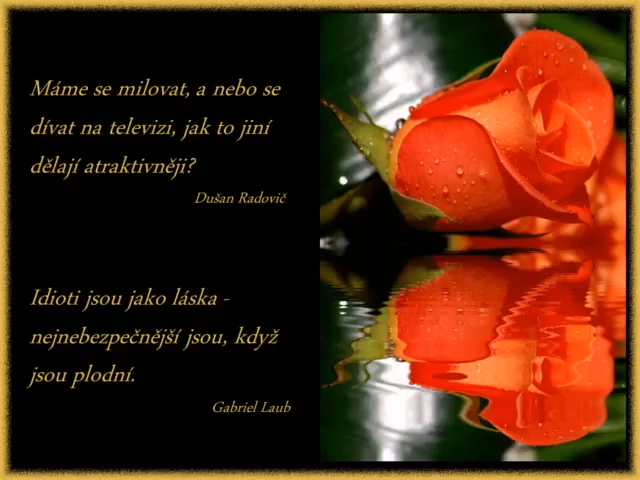 Máme se milovat, a nebo se
dívat na televizi, jak to jiní
dělají atraktivněji?
Dušan Radovič
Idioti jsou jako láska -
nejnebezpečnější jsou, když
jsou plodní.
Gabriel Laub